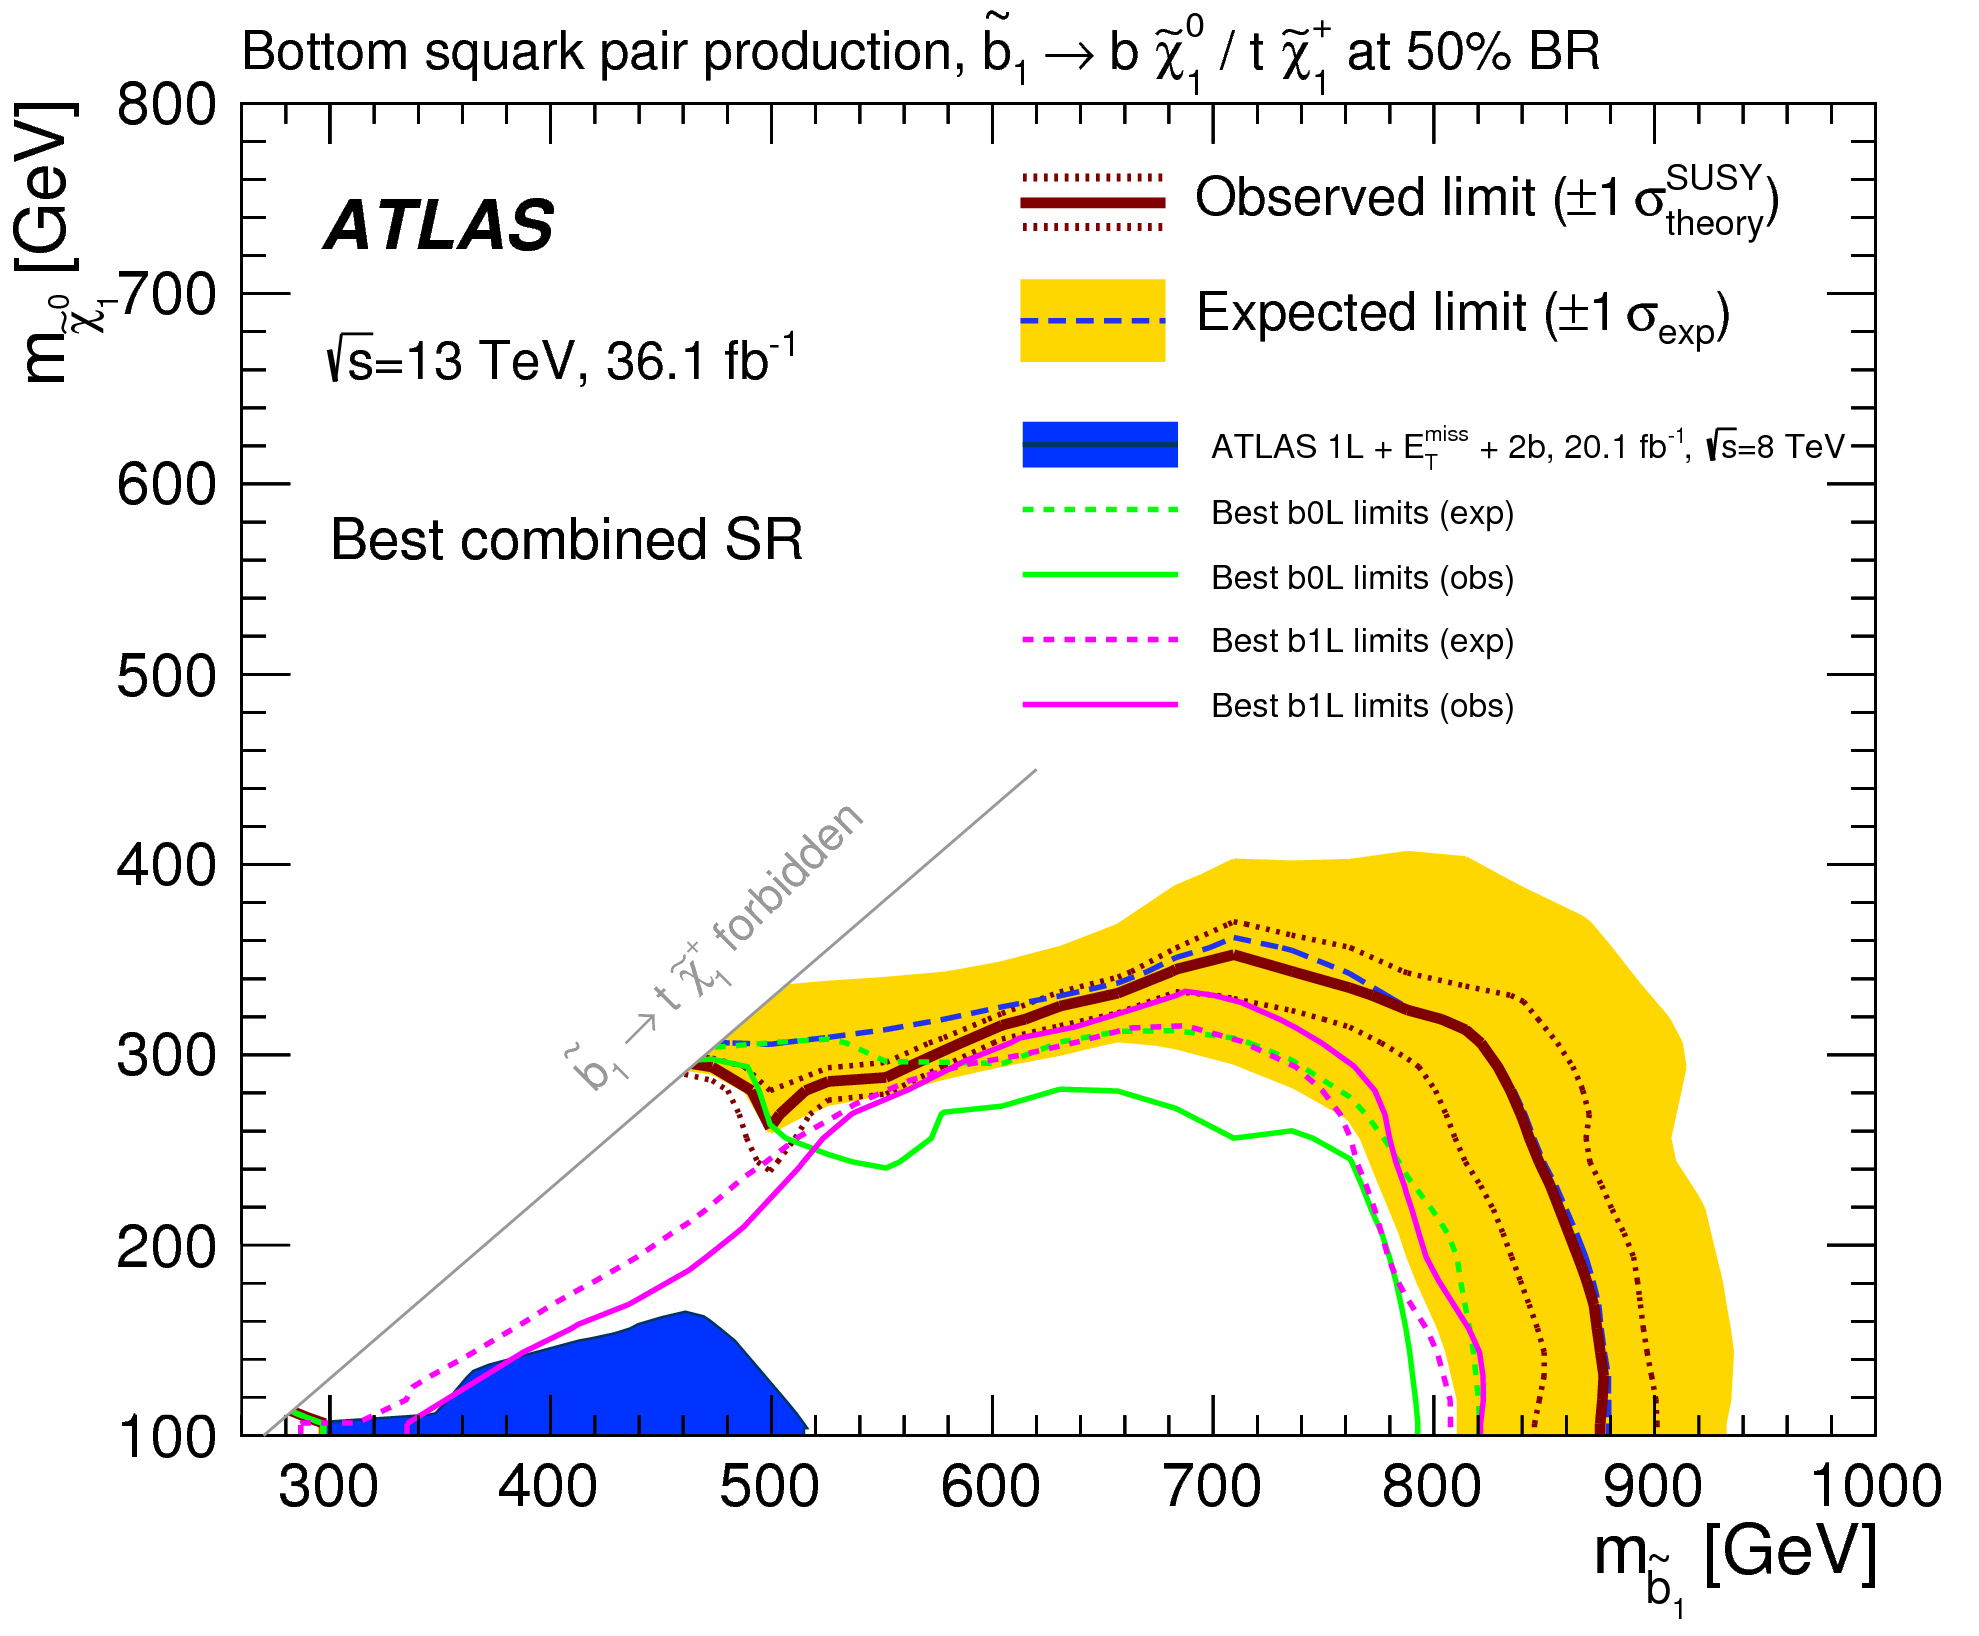 Bottom squark pair production, b̃₁ → b χ̃₁⁰ / t χ̃₁⁺ at 50% BR
m_χ̃₁⁰ [GeV]
800
700
600
500
400
300
200
100
ATLAS
√s=13 TeV, 36.1 fb⁻¹
Best combined SR
Observed limit (±1 σ_theory^SUSY)
Expected limit (±1 σ_exp)
ATLAS 1L + E_T^miss + 2b, 20.1 fb⁻¹, √s=8 TeV
Best b0L limits (exp)
Best b0L limits (obs)
Best b1L limits (exp)
Best b1L limits (obs)
b̃₁ → t χ̃₁⁺ forbidden
300 400 500 600 700 800 900 1000
m_b̃₁ [GeV]